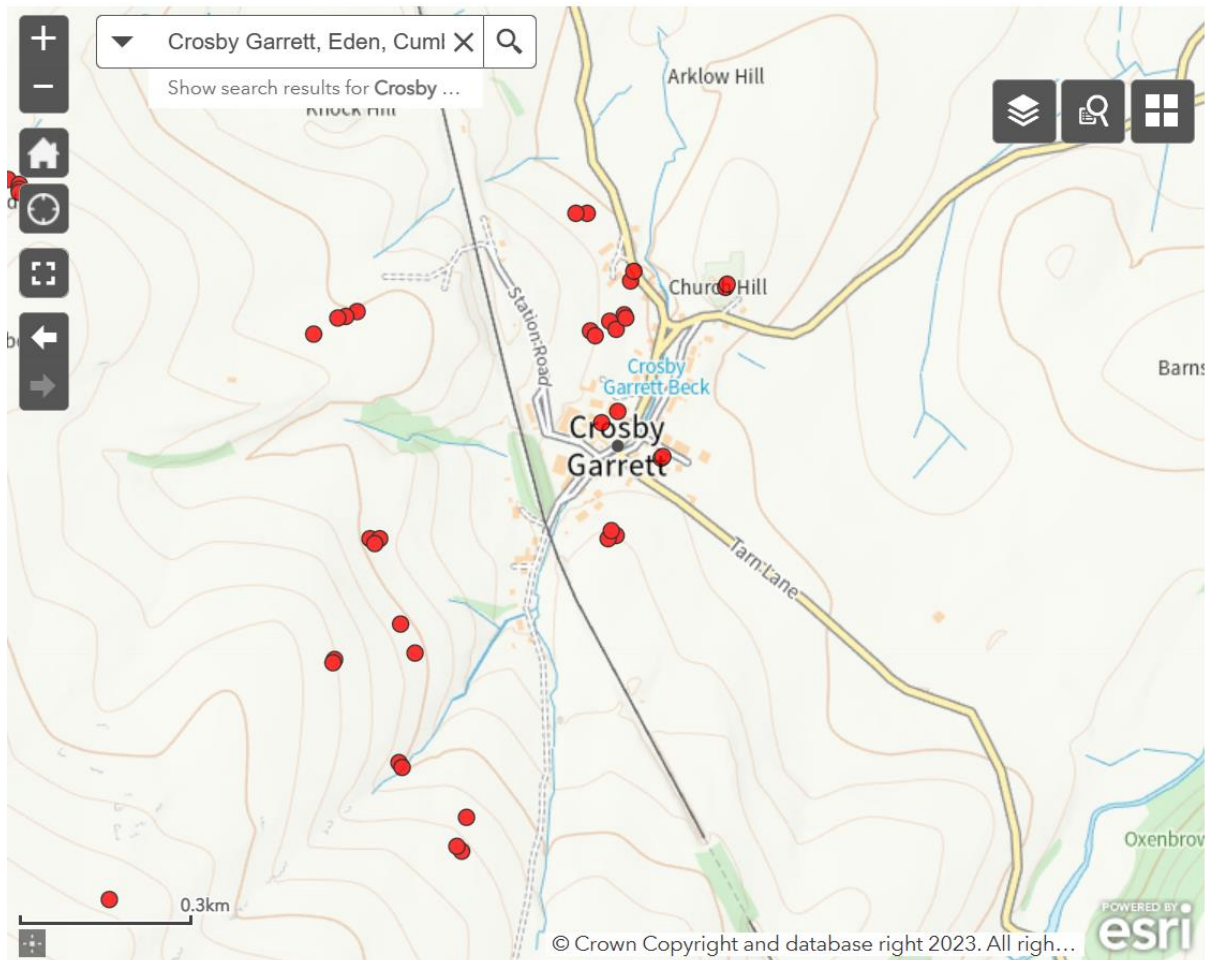 +
Crosby Garrett, Eden, Cuml
Show search results for Crosby ...
−
Knock Hill
Arklow Hill
Church Hill
Station Road
Crosby
Garrett Beck
Barns
Crosby
Garrett
Tarn Lane
Oxenbrow
0.3km
POWERED BY
esri
© Crown Copyright and database right 2023. All righ...